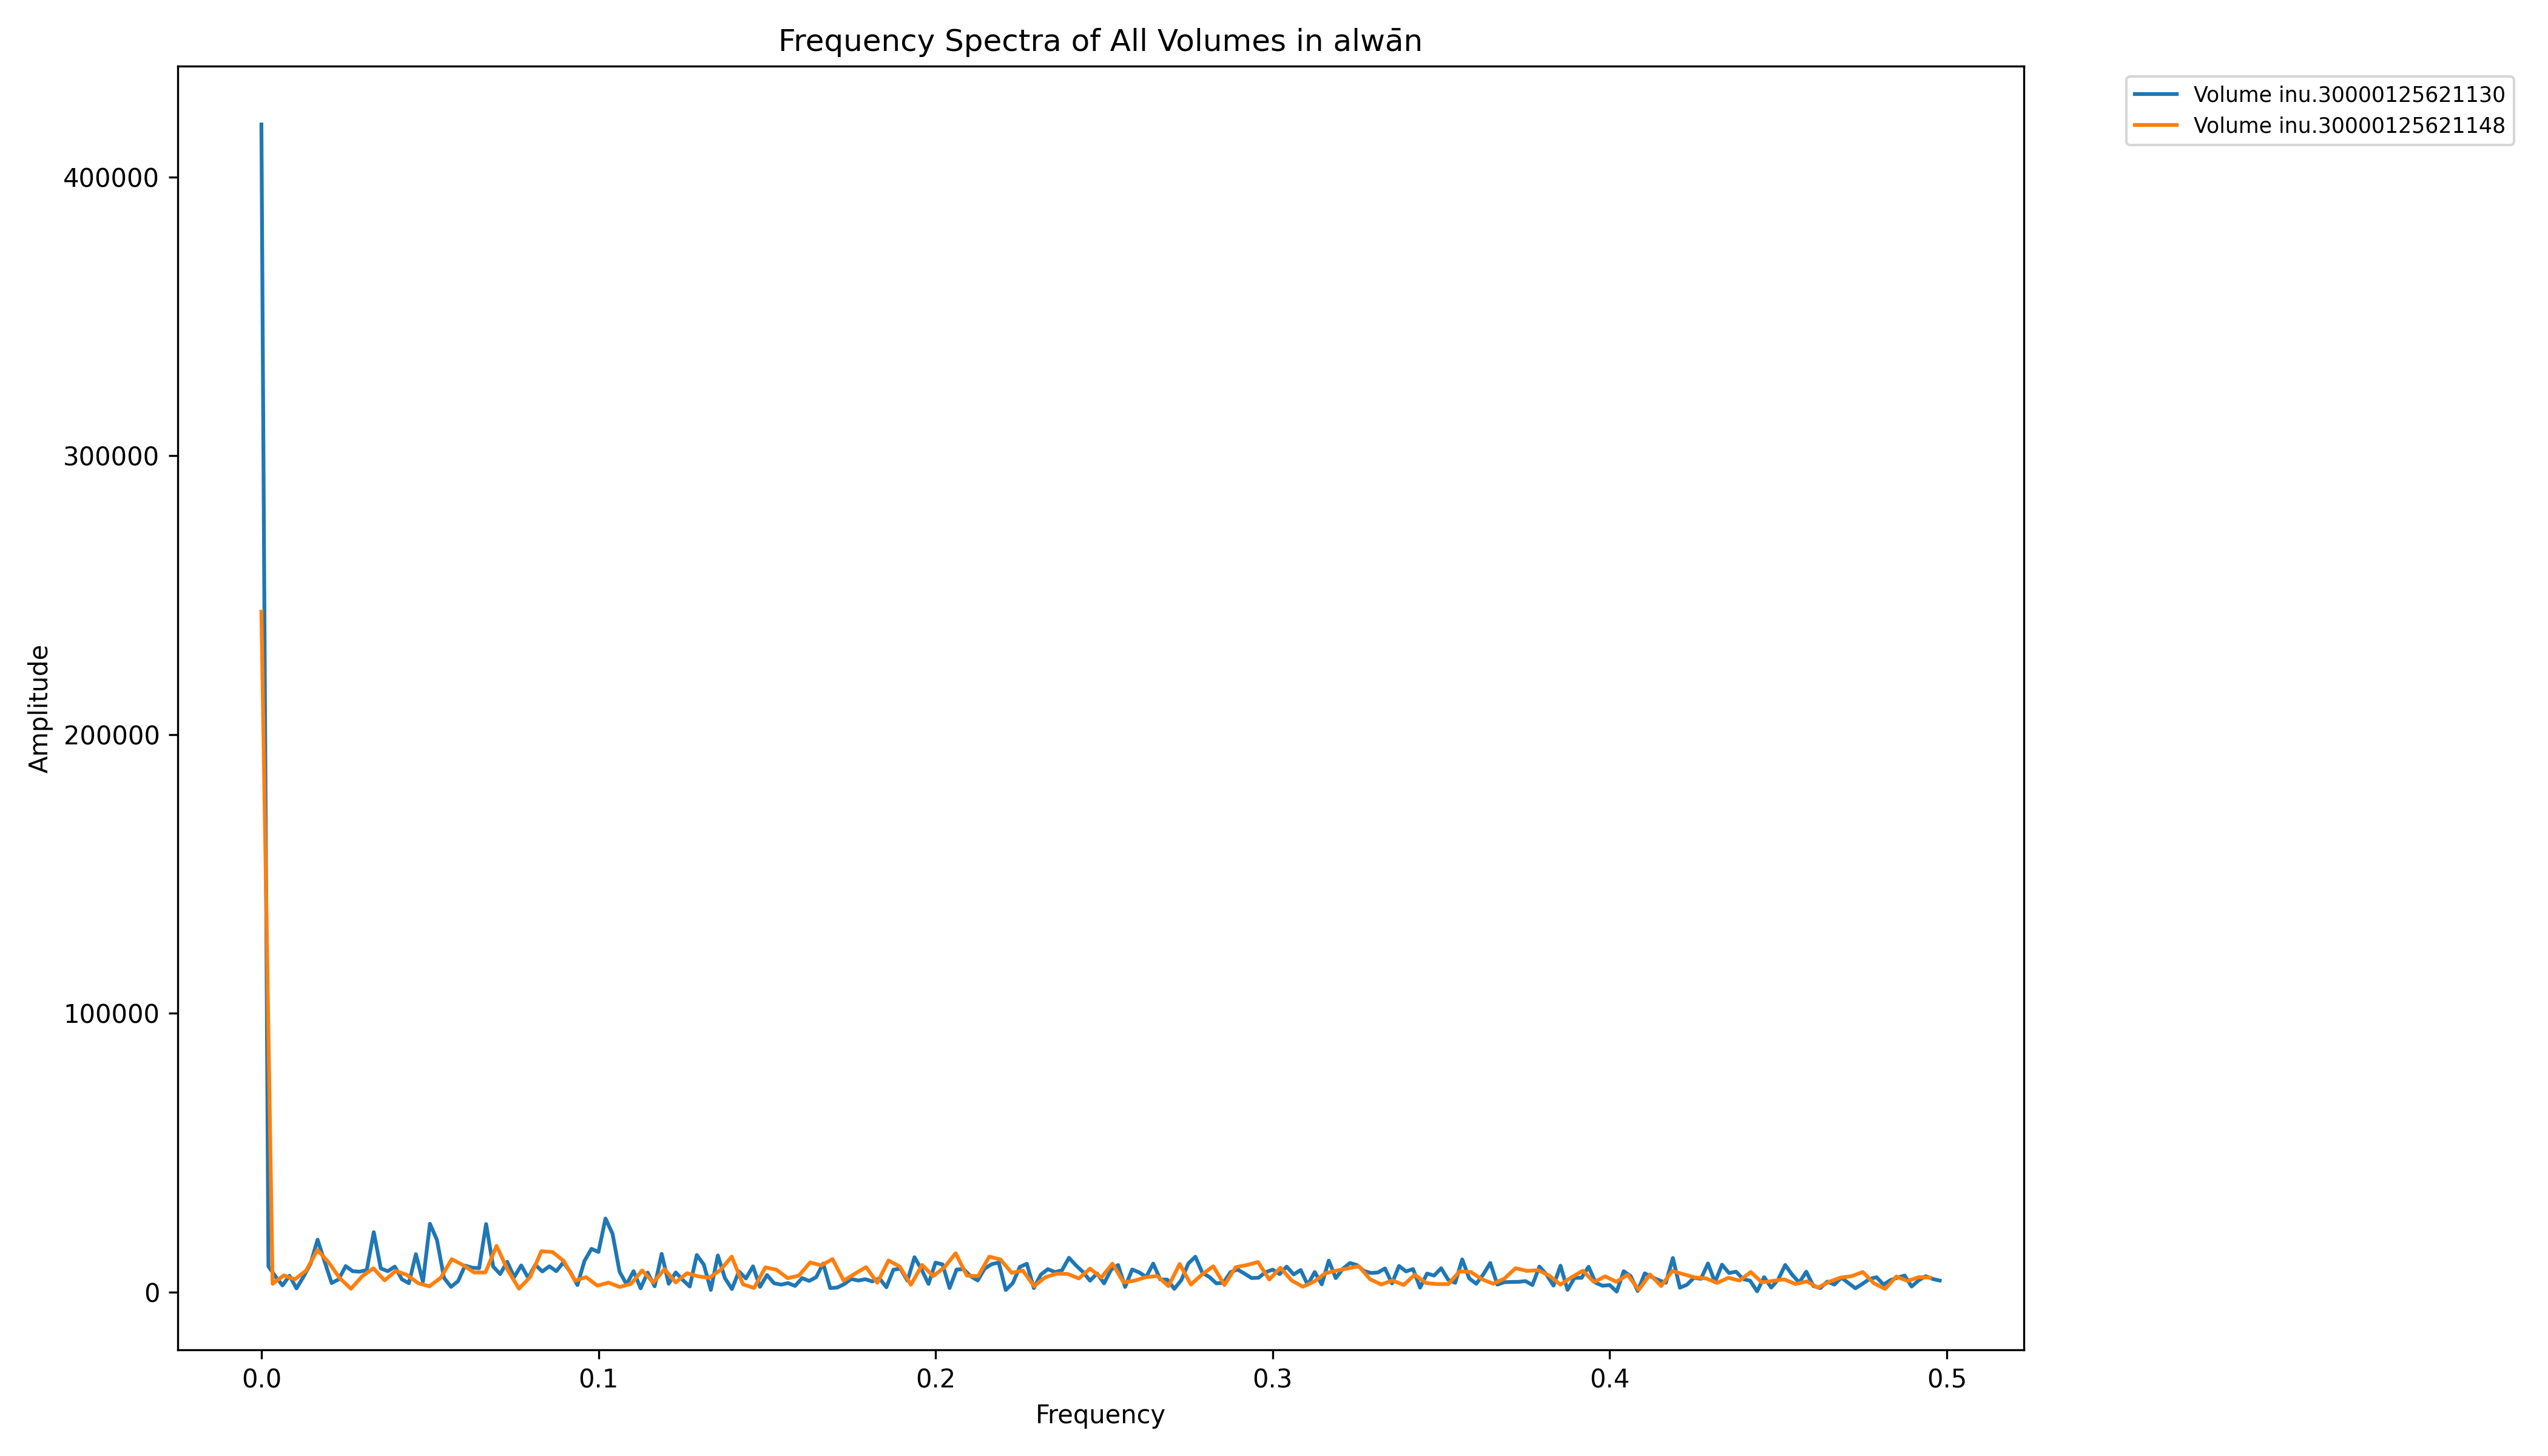 Frequency Spectra of All Volumes in alwān
Volume inu.30000125621130
Volume inu.30000125621148
Amplitude
400000
300000
200000
100000
0
0.0 0.1 0.2 0.3 0.4 0.5
Frequency